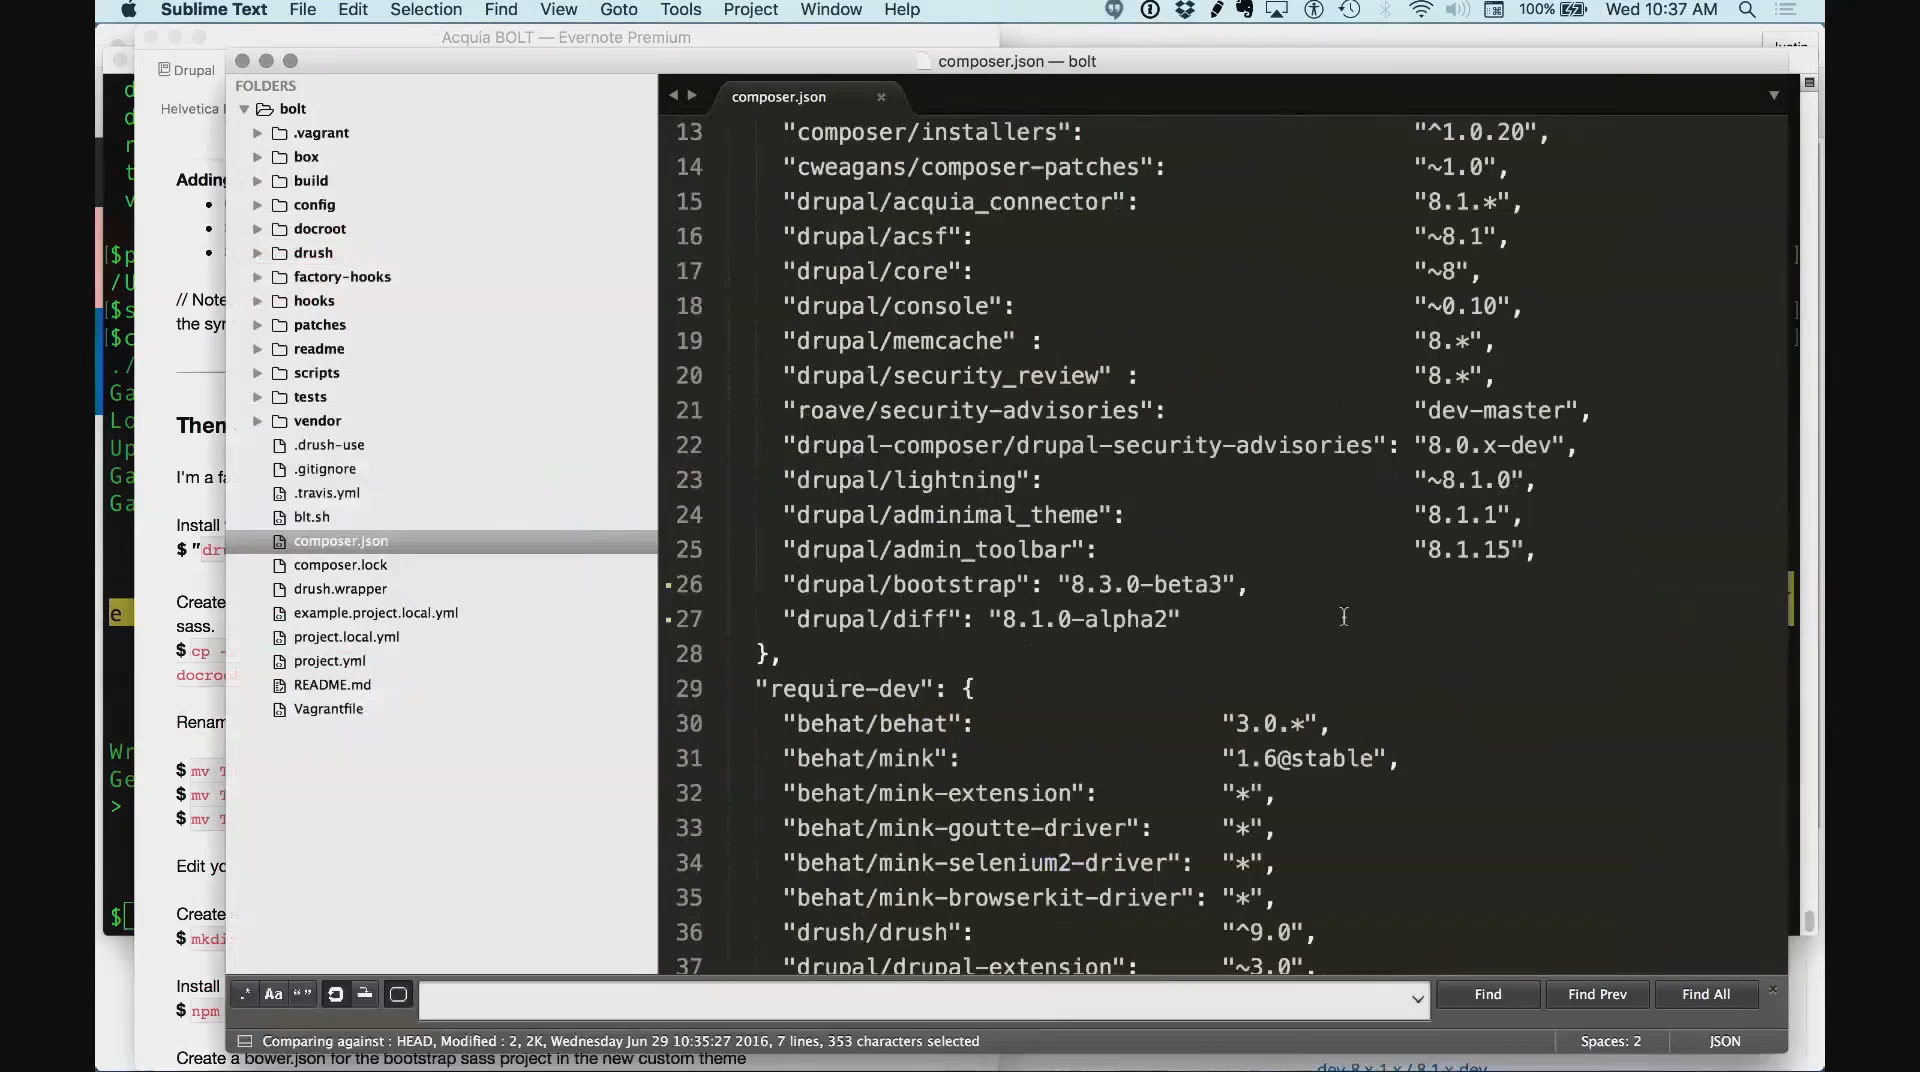 Sublime Text File Edit Selection Find View Goto Tools Project Window Help 100% Wed 10:37 AM
Acquia BOLT — Evernote Premium
composer.json — bolt
Drupal
Helvetica
FOLDERS
bolt
.vagrant
box
build
config
docroot
drush
factory-hooks
hooks
patches
readme
scripts
tests
vendor
.drush-use
.gitignore
.travis.yml
blt.sh
composer.json
composer.lock
drush.wrapper
example.project.local.yml
project.local.yml
project.yml
README.md
Vagrantfile
composer.json
13 "composer/installers": "^1.0.20",
14 "cweagans/composer-patches": "~1.0",
15 "drupal/acquia_connector": "8.1.*",
16 "drupal/acsf": "~8.1",
17 "drupal/core": "~8",
18 "drupal/console": "~0.10",
19 "drupal/memcache" : "8.*",
20 "drupal/security_review" : "8.*",
21 "roave/security-advisories": "dev-master",
22 "drupal-composer/drupal-security-advisories": "8.0.x-dev",
23 "drupal/lightning": "~8.1.0",
24 "drupal/adminimal_theme": "8.1.1",
25 "drupal/admin_toolbar": "8.1.15",
26 "drupal/bootstrap": "8.3.0-beta3",
27 "drupal/diff": "8.1.0-alpha2"
28 },
29 "require-dev": {
30 "behat/behat": "3.0.*",
31 "behat/mink": "1.6@stable",
32 "behat/mink-extension": "*",
33 "behat/mink-goutte-driver": "*",
34 "behat/mink-selenium2-driver": "*",
35 "behat/mink-browserkit-driver": "*",
36 "drush/drush": "^9.0",
37 "drupal/drupal-extension": "~3.0",
Adding
// Note
the
I'm a
Install
$ "
Create
sass.
$ cp
Renam
$ mv
$ mv
$ mv
Edit
Create
$
Install
$ npm
Create a bower.json for the bootstrap sass project in the new custom theme
.* Aa “ ” Find Find Prev Find All
Comparing against : HEAD, Modified : 2, 2K, Wednesday Jun 29 10:35:27 2016, 7 lines, 353 characters selected Spaces: 2 JSON